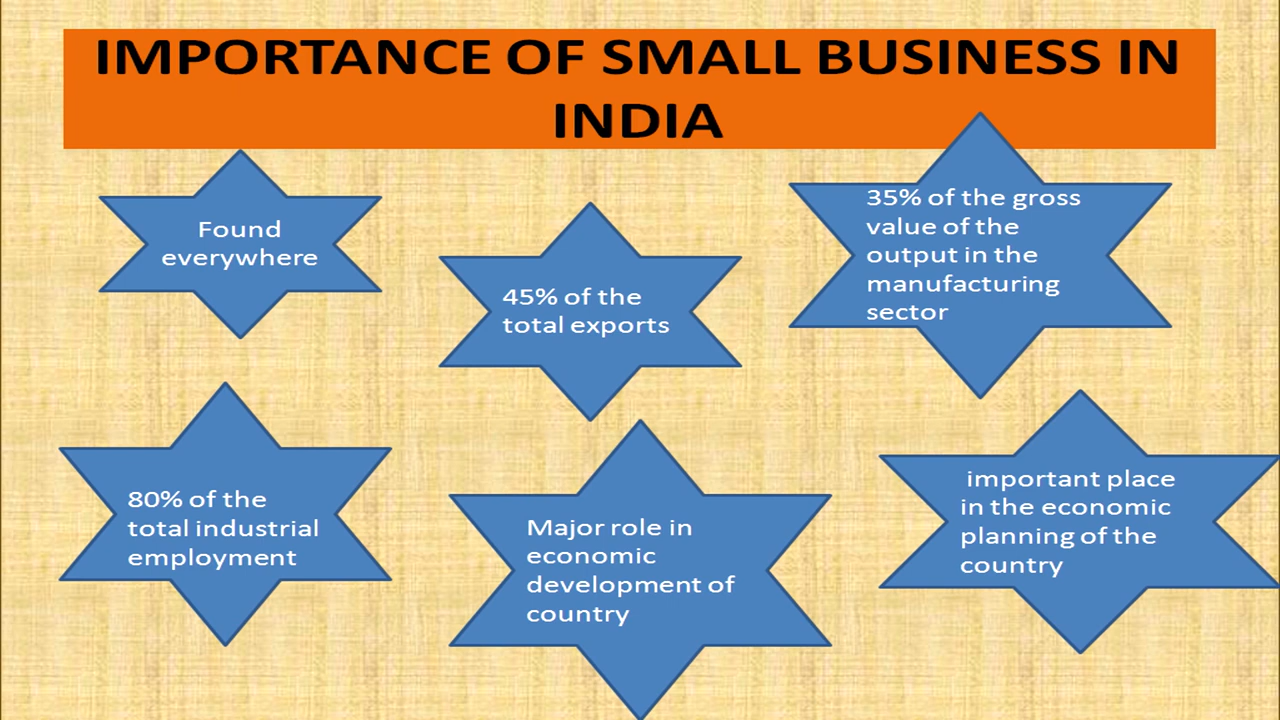 IMPORTANCE OF SMALL BUSINESS IN
INDIA
Found
everywhere
45% of the
total exports
35% of the gross
value of the
output in the
manufacturing
sector
80% of the
total industrial
employment
Major role in
economic
development of
country
important place
in the economic
planning of the
country